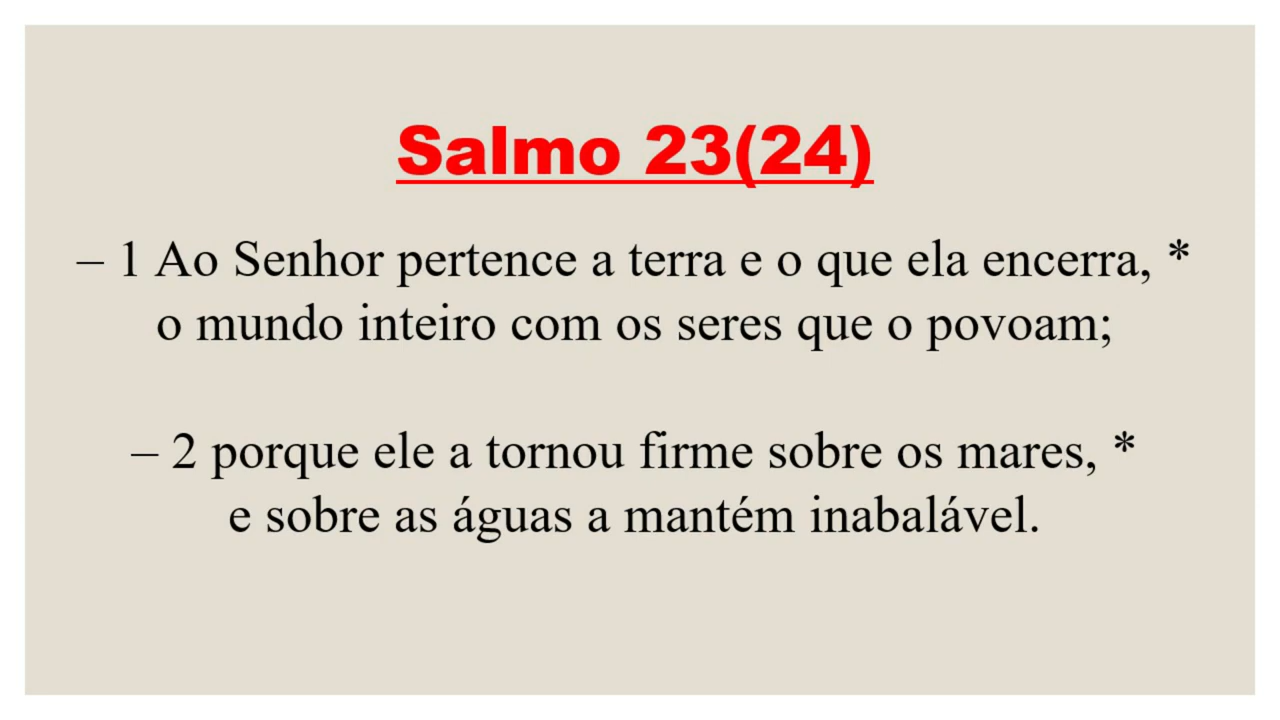 Salmo 23(24)
– 1 Ao Senhor pertence a terra e o que ela encerra, *
o mundo inteiro com os seres que o povoam;
– 2 porque ele a tornou firme sobre os mares, *
e sobre as águas a mantém inabalável.